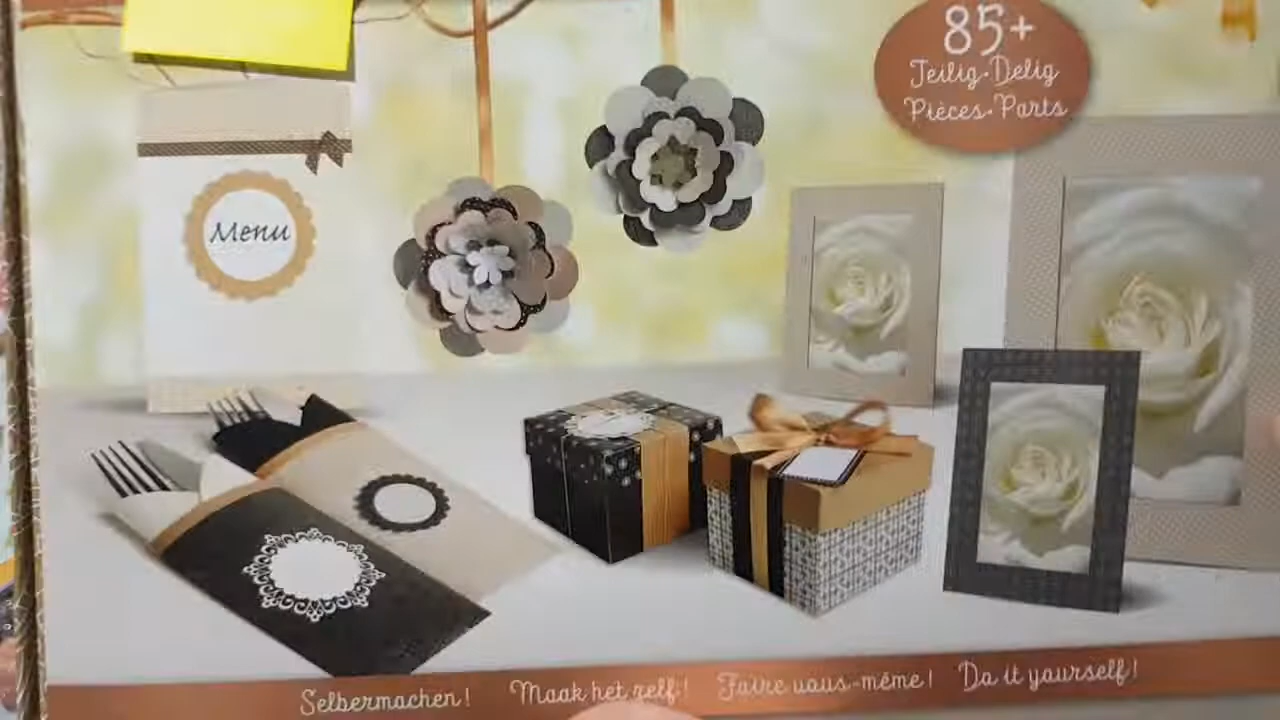 85+
Teilig•Delig
Pièces•Parts
Menu
Selbermachen! Maak het zelf! Faire vous-même! Do it yourself!